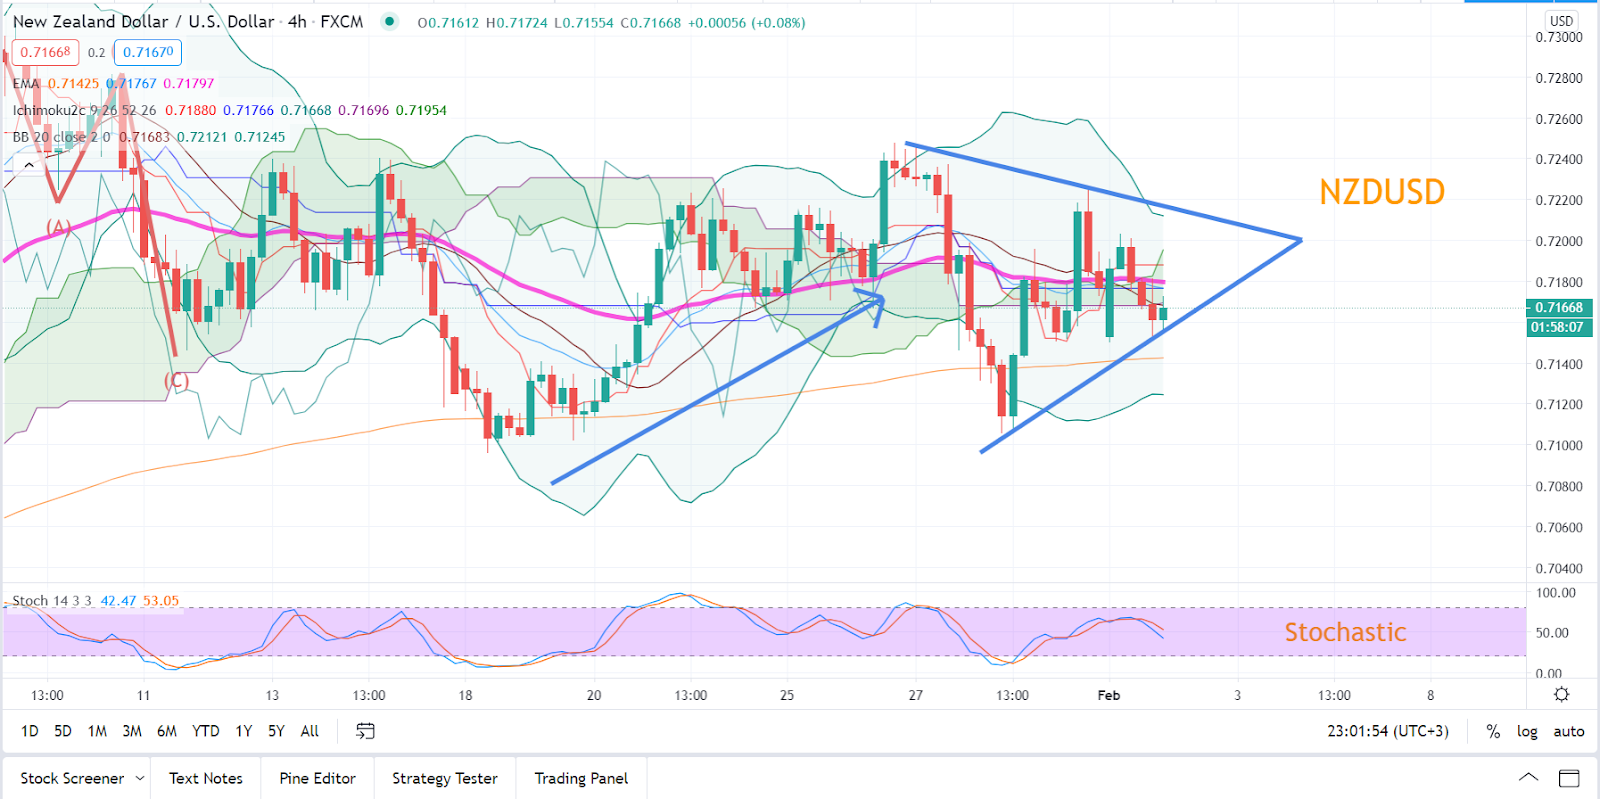 New Zealand Dollar / U.S. Dollar · 4h · FXCM O0.71612 H0.71724 L0.71554 C0.71668 +0.00056 (+0.08%)
0.71668 0.2 0.71670
EMA 0.71425 0.71767 0.71797
Ichimoku2c 9 26 52 26 0.71880 0.71766 0.71668 0.71696 0.71954
BB 20 close 2 0 0.71683 0.72121 0.71245
(A)
(C)
NZDUSD
USD
0.73000
0.72800
0.72600
0.72400
0.72200
0.72000
0.71800
0.71668
01:58:07
0.71400
0.71200
0.71000
0.70800
0.70600
0.70400
Stoch 14 3 3 42.47 53.05
Stochastic
100.00
50.00
0.00
13:00 11 13 13:00 18 20 13:00 25 27 13:00 Feb 3 13:00 8
1D 5D 1M 3M 6M YTD 1Y 5Y All 23:01:54 (UTC+3) % log auto
Stock Screener Text Notes Pine Editor Strategy Tester Trading Panel